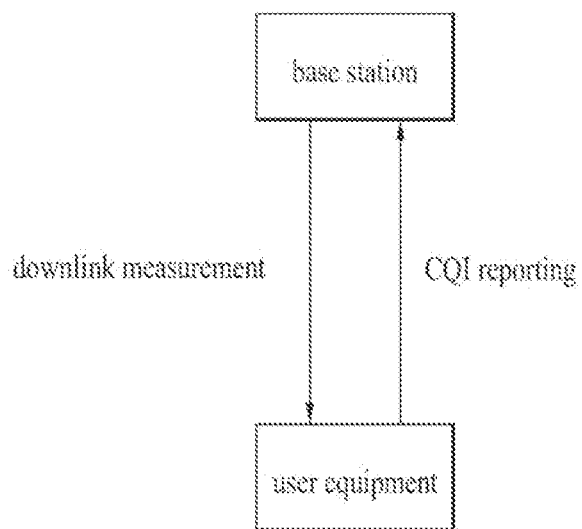 base station
downlink measurement
CQI reporting
user equipment